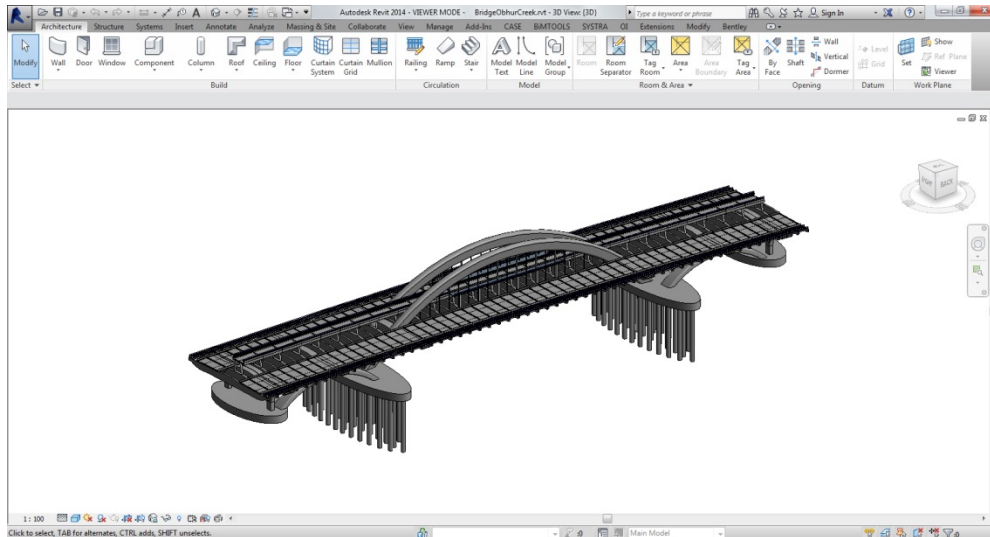 Autodesk Revit 2014 - VIEWER MODE - BridgeObhurCreek.rvt - 3D View: {3D}
Type a keyword or phrase
Sign In
Architecture Structure Systems Insert Annotate Analyze Massing & Site Collaborate View Manage Add-Ins CASE BiMTOOLS SYSTRA OI Extensions Modify Bentley
Modify Wall Door Window Component Column Roof Ceiling Floor Curtain System Curtain Grid Mullion Railing Ramp Stair Model Text Model Line Model Group Room Room Separator Tag Room Area Area Boundary Tag Area By Face Shaft Wall Vertical Dormer Level Grid Set Show Ref Plane Viewer
Select Build Circulation Model Room & Area Opening Datum Work Plane
BACK
1 : 100
Click to select, TAB for alternates, CTRL adds, SHIFT unselects.
:0
Main Model
:0